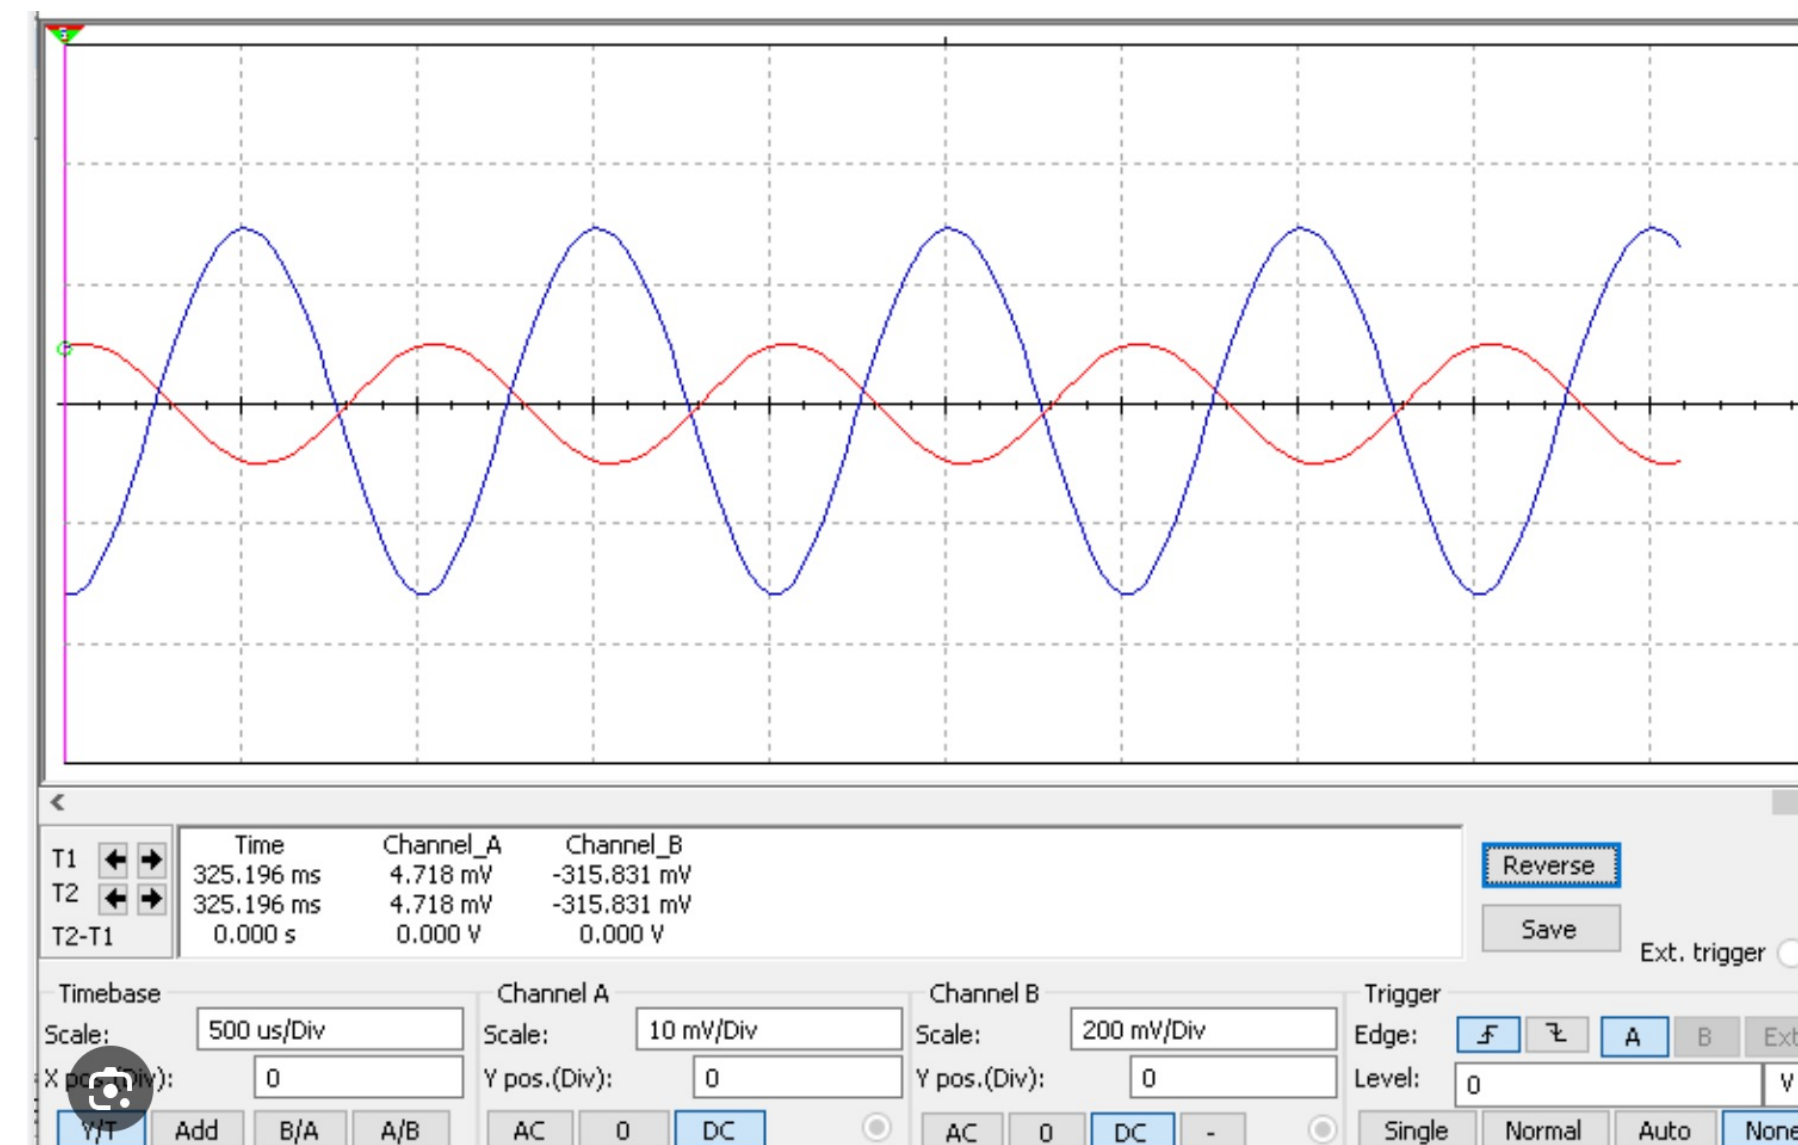 Time Channel_A Channel_B
T1 325.196 ms 4.718 mV -315.831 mV
T2 325.196 ms 4.718 mV -315.831 mV
T2-T1 0.000 s 0.000 V 0.000 V
Reverse
Save
Ext. trigger
Timebase Channel A Channel B Trigger
Scale: 500 us/Div Scale: 10 mV/Div Scale: 200 mV/Div Edge: A B Ext
X pos.(Div): 0 Y pos.(Div): 0 Y pos.(Div): 0 Level: 0 V
Y/T Add B/A A/B AC 0 DC AC 0 DC - Single Normal Auto None